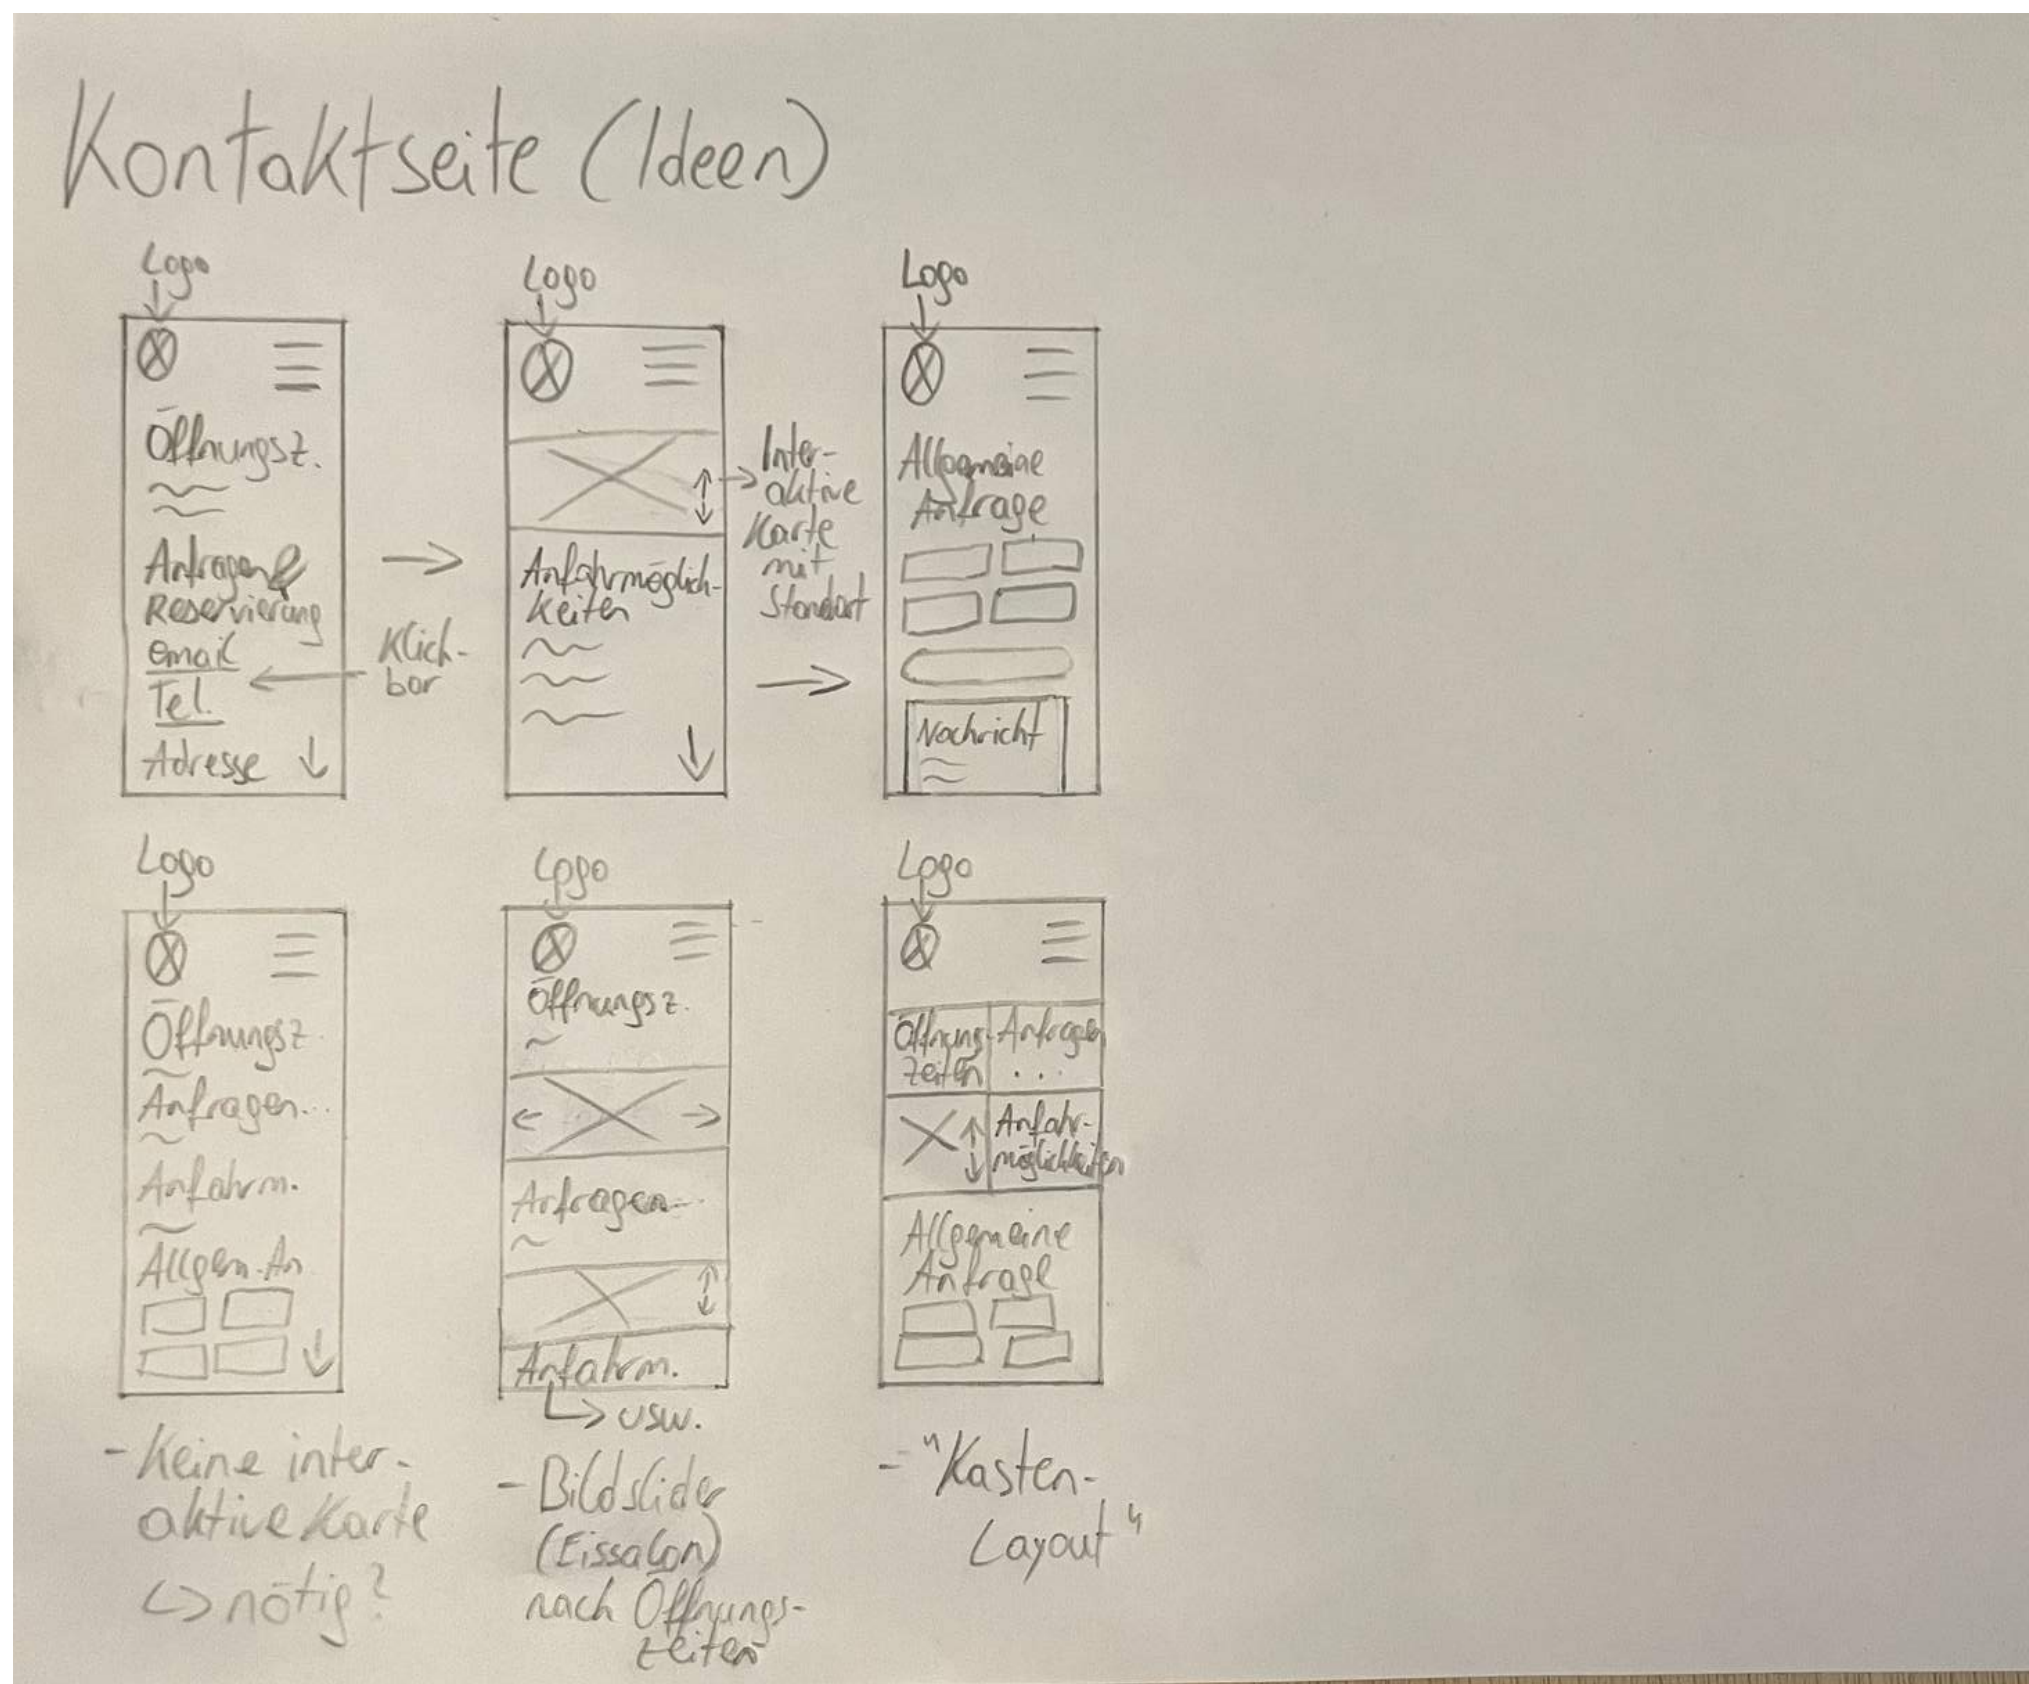 Kontaktseite (Ideen)
Logo
Öffnungsz.
Anfragen &
Reservierung
email
Tel.
Adresse
Klick-
bar
Logo
Anfahrmöglich-
keiten
Inter-
aktive
Karte
mit
Standort
Logo
Allgemeine
Anfrage
Nachricht
Logo
Öffnungsz.
Anfragen...
Anfahrm.
Allgem. An
- Keine inter-
aktive Karte
↳ nötig?
Logo
Öffnungsz.
Anfragen...
Anfahrm.
↳ usw.
- Bildslider
(Eissalon)
nach Öffnungs-
zeiten
Logo
Öffnungs-
zeiten
Anfragen
...
Anfahr-
möglichkeiten
Allgemeine
Anfrage
- "Kasten-
Layout"